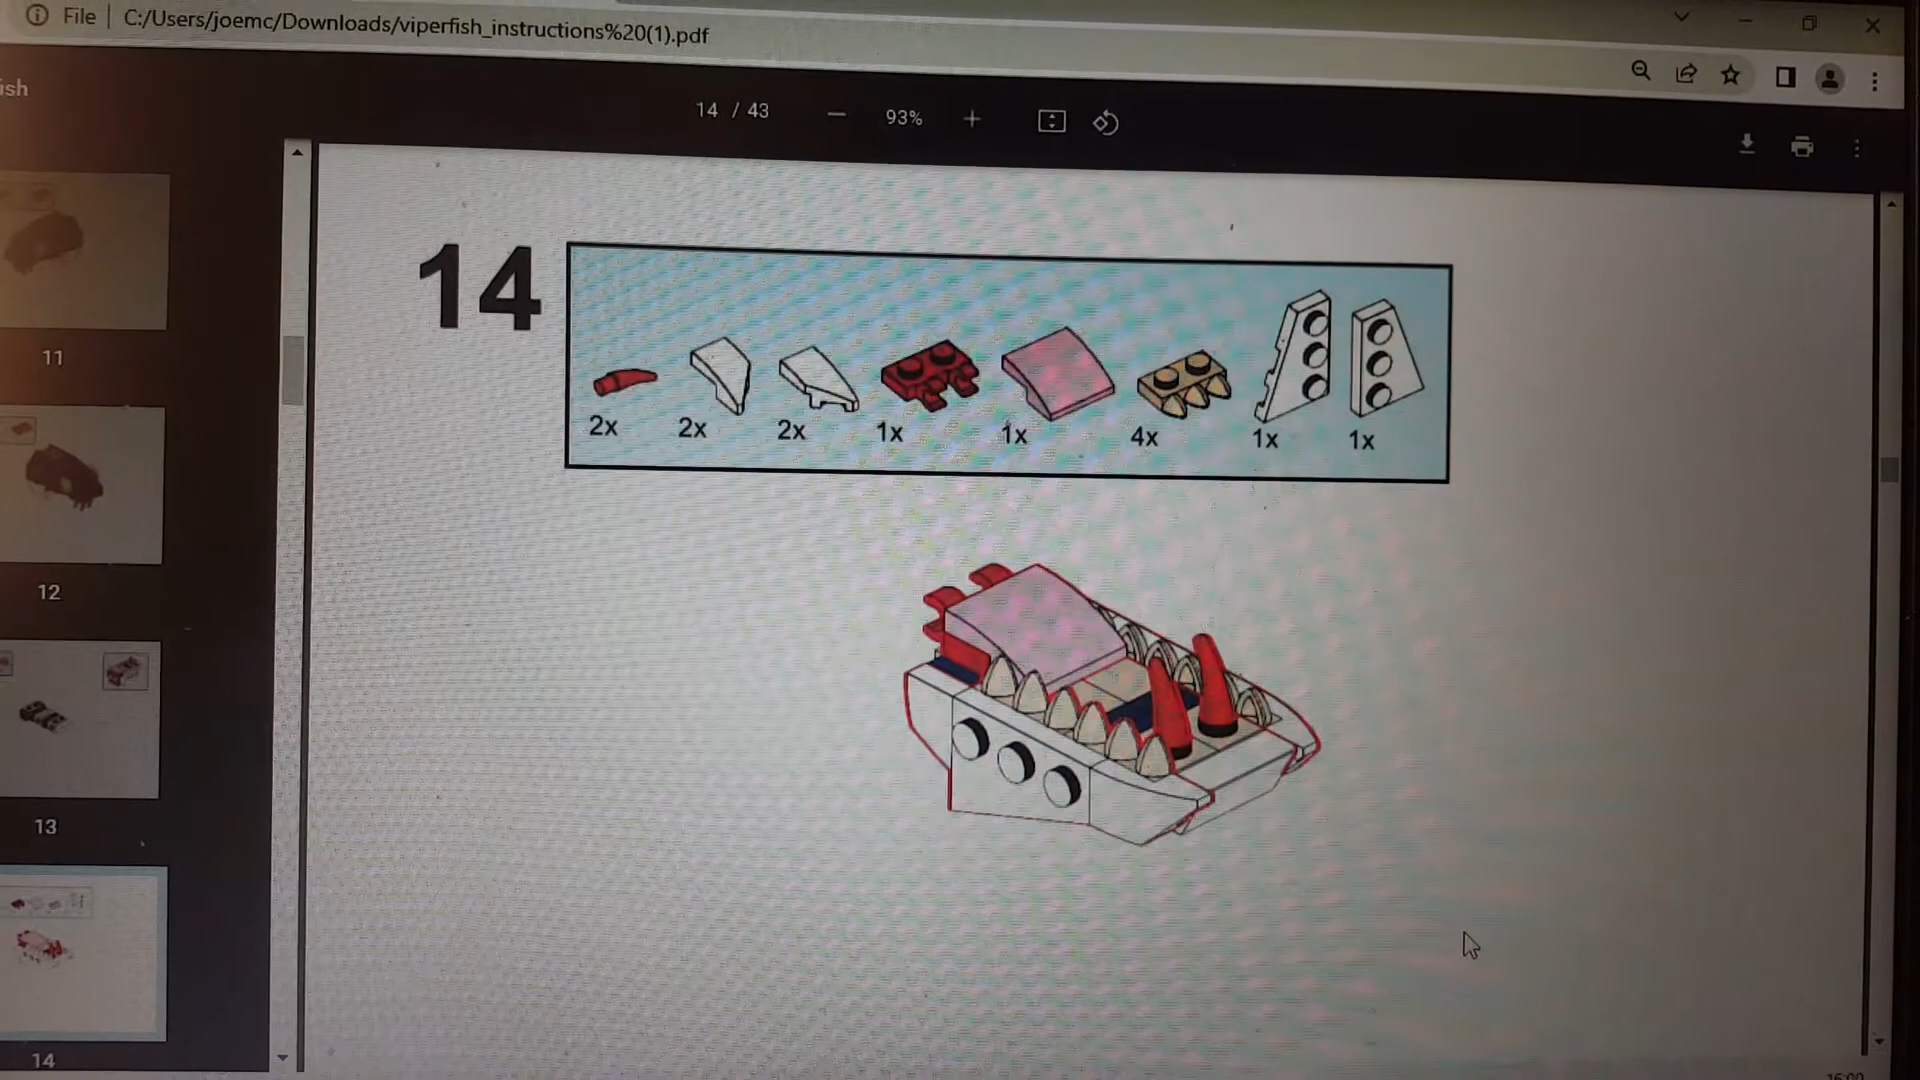 File | C:/Users/joemc/Downloads/viperfish_instructions%20(1).pdf
ish
14 / 43
93%
14
2x 2x 2x 1x 1x 4x 1x 1x
11
12
13
14